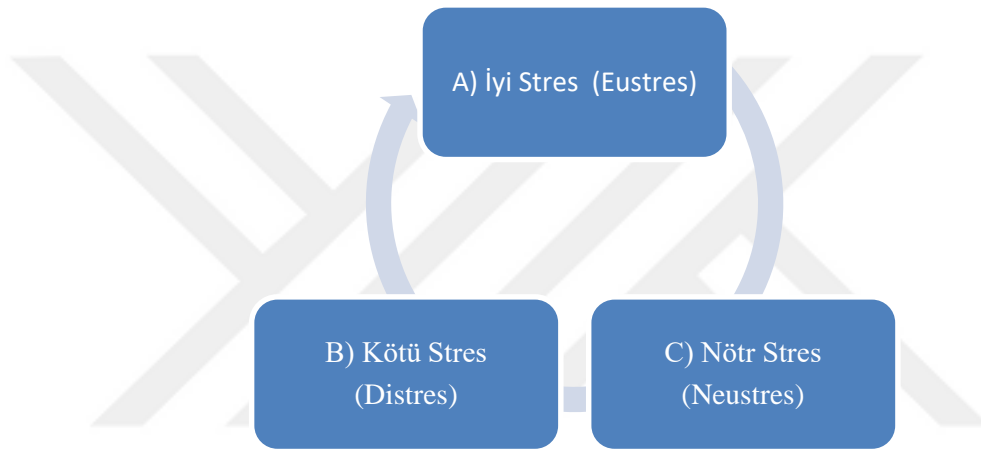 A) İyi Stres (Eustres)
B) Kötü Stres
(Distres)
C) Nötr Stres
(Neustres)